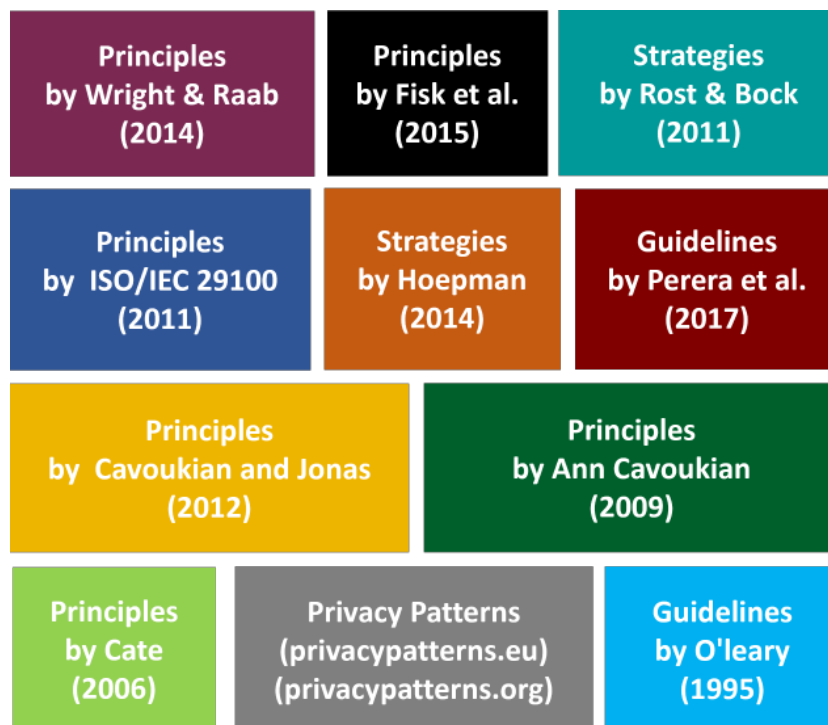 Principles
by Wright & Raab
(2014)
Principles
by Fisk et al.
(2015)
Strategies
by Rost & Bock
(2011)
Principles
by ISO/IEC 29100
(2011)
Strategies
by Hoepman
(2014)
Guidelines
by Perera et al.
(2017)
Principles
by Cavoukian and Jonas
(2012)
Principles
by Ann Cavoukian
(2009)
Principles
by Cate
(2006)
Privacy Patterns
(privacypatterns.eu)
(privacypatterns.org)
Guidelines
by O'leary
(1995)